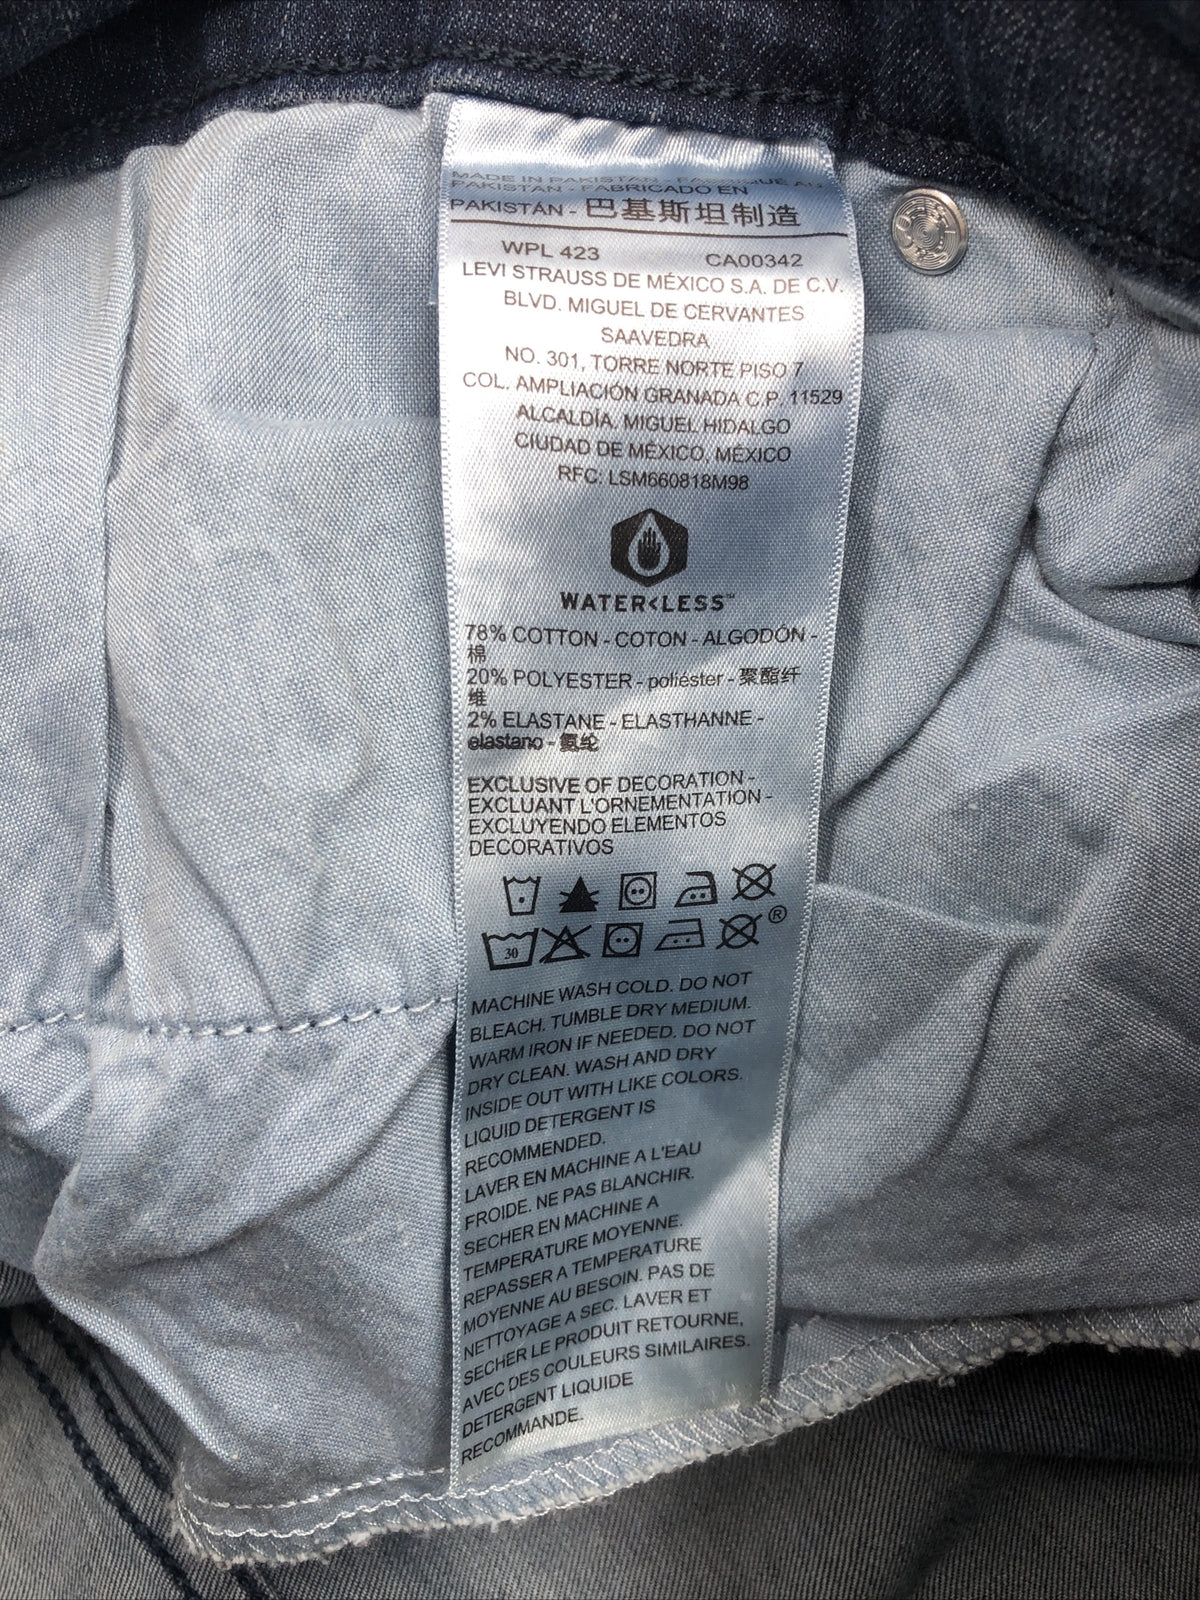 MADE IN PAKISTAN - FABRIQUÉ AU
PAKISTAN - FABRICADO EN
PAKISTÁN - 巴基斯坦制造
WPL 423 CA00342
LEVI STRAUSS DE MÉXICO S.A. DE C.V.
BLVD. MIGUEL DE CERVANTES
SAAVEDRA
NO. 301, TORRE NORTE PISO 7
COL. AMPLIACIÓN GRANADA C.P. 11529
ALCALDÍA. MIGUEL HIDALGO
CIUDAD DE MÉXICO, MÉXICO
RFC: LSM660818M98
WATER<LESS™
78% COTTON - COTON - ALGODÓN -
棉
20% POLYESTER - poliéster - 聚酯纤
维
2% ELASTANE - ELASTHANNE -
elastano - 氨纶
EXCLUSIVE OF DECORATION -
EXCLUANT L'ORNEMENTATION -
EXCLUYENDO ELEMENTOS
DECORATIVOS
®
30
MACHINE WASH COLD. DO NOT
BLEACH. TUMBLE DRY MEDIUM.
WARM IRON IF NEEDED. DO NOT
DRY CLEAN. WASH AND DRY
INSIDE OUT WITH LIKE COLORS.
LIQUID DETERGENT IS
RECOMMENDED.
LAVER EN MACHINE A L'EAU
FROIDE. NE PAS BLANCHIR.
SECHER EN MACHINE A
TEMPERATURE MOYENNE.
REPASSER A TEMPERATURE
MOYENNE AU BESOIN. PAS DE
NETTOYAGE A SEC. LAVER ET
SECHER LE PRODUIT RETOURNE,
AVEC DES COULEURS SIMILAIRES.
DETERGENT LIQUIDE
RECOMMANDE.